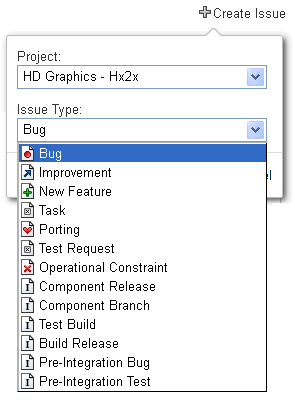 Create Issue
Project:
HD Graphics - Hx2x
Issue Type:
Bug
Bug
Improvement
New Feature
Task
Porting
Test Request
Operational Constraint
Component Release
Component Branch
Test Build
Build Release
Pre-Integration Bug
Pre-Integration Test